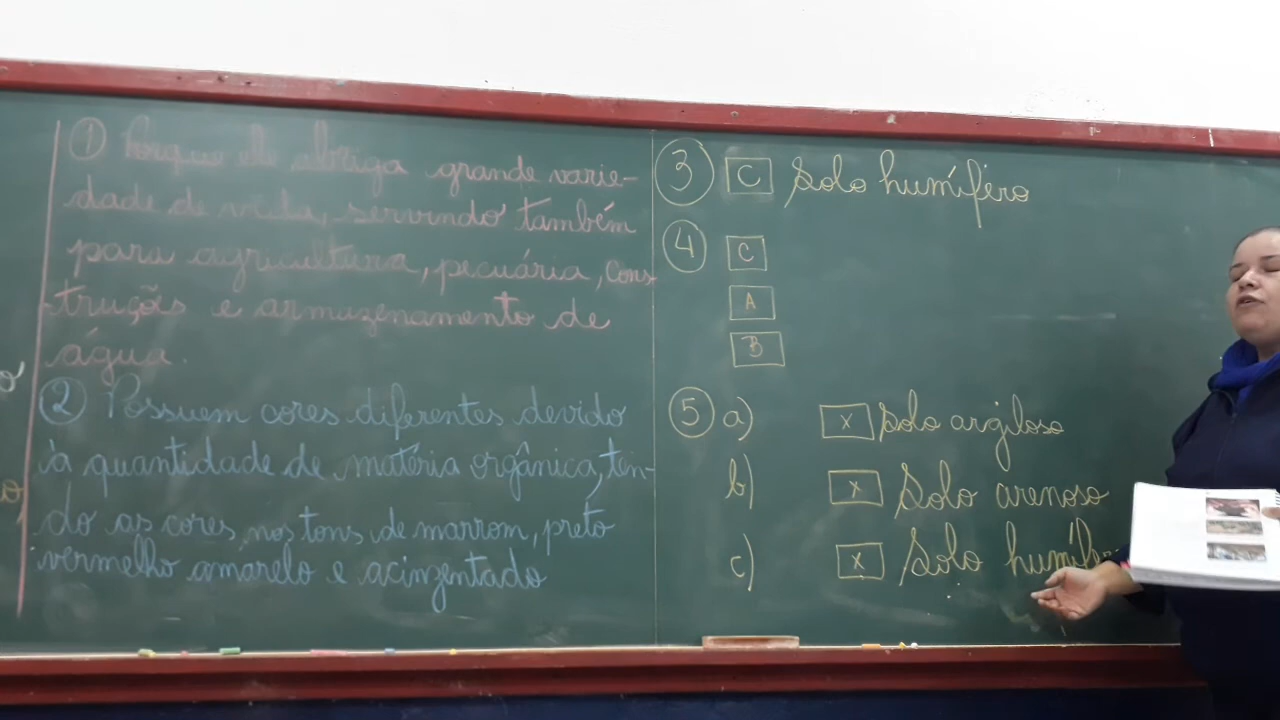 ① Porque ele abriga grande varie-
dade de vida, servindo também
para agricultura, pecuária, cons
truções e armazenamento de
água.
② Possuem cores diferentes devido
à quantidade de matéria orgânica, ten-
do as cores nos tons de marrom, preto
vermelho amarelo e acinzentado
③ C Solo humífero
④ C
A
B
⑤ a) x Solo argiloso
b) x Solo arenoso
c) x Solo